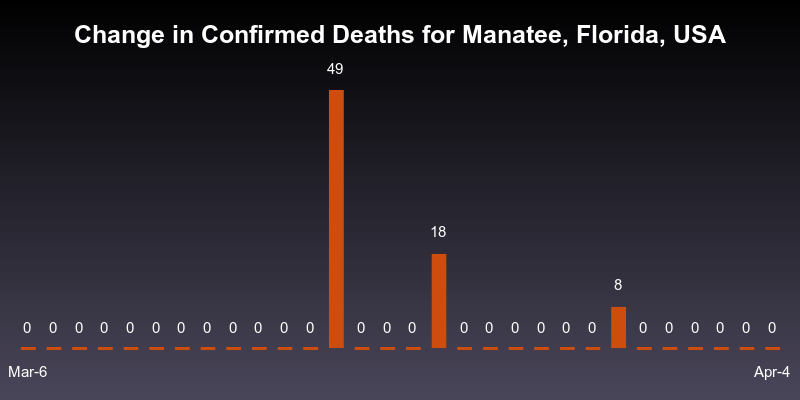 Change in Confirmed Deaths for Manatee, Florida, USA
49
18
8
0 0 0 0 0 0 0 0 0 0 0 0 0 0 0 0 0 0 0 0 0 0 0 0 0 0 0
Mar-6 Apr-4